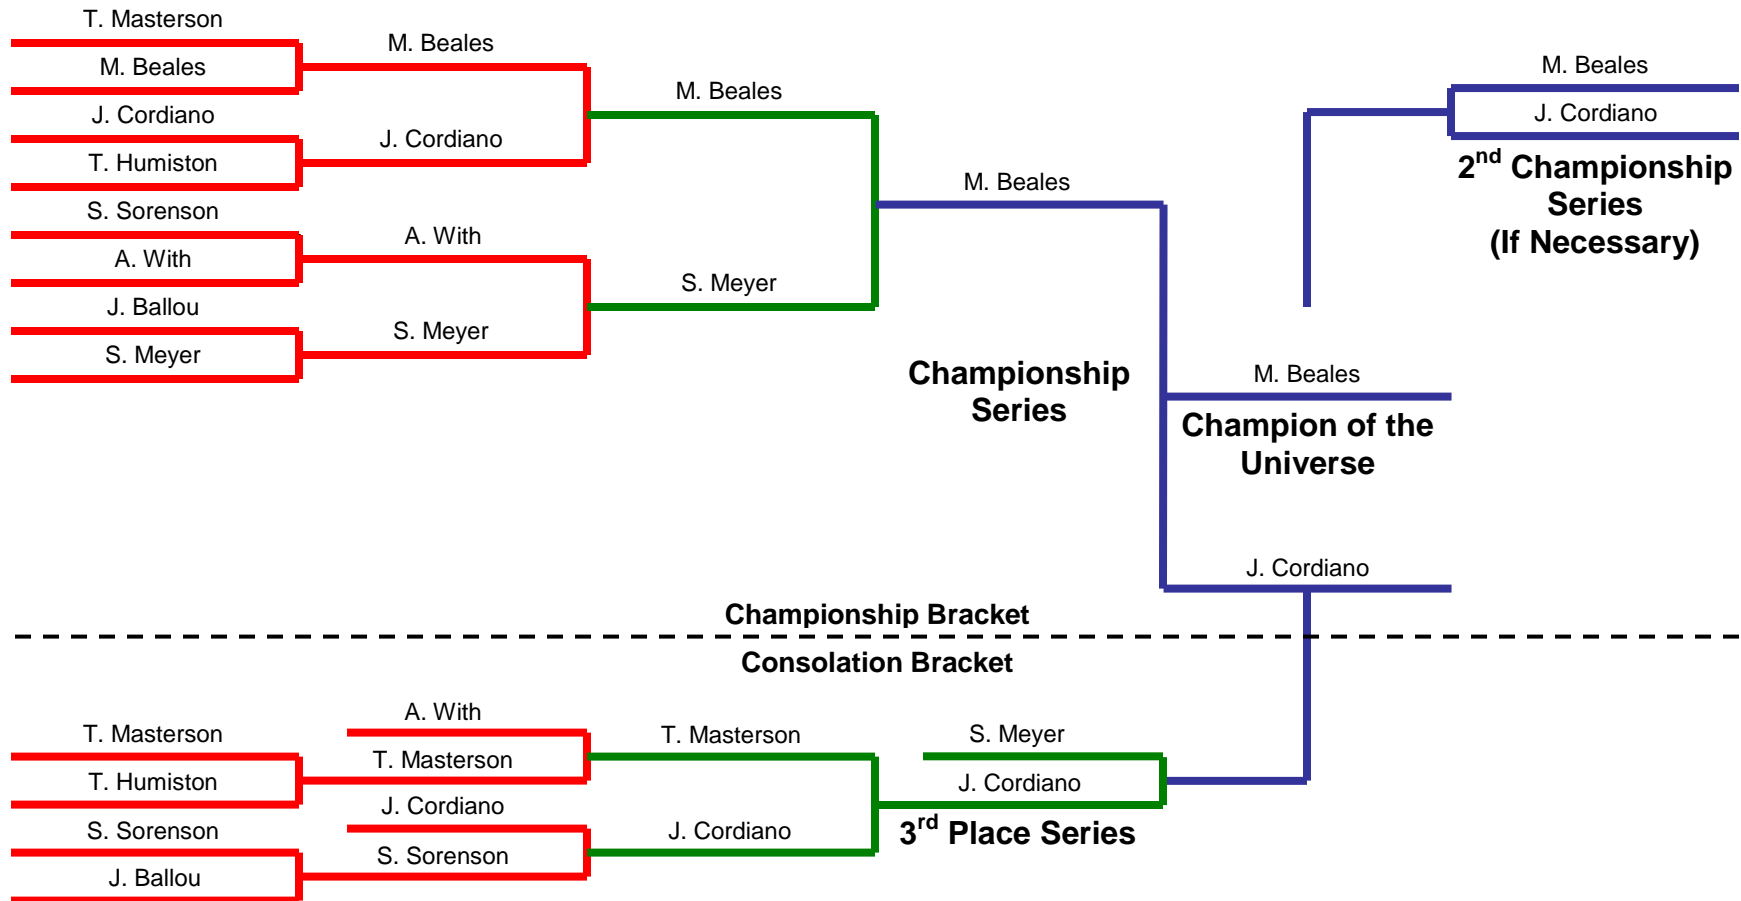 T. Masterson
M. Beales
J. Cordiano
T. Humiston
S. Sorenson
A. With
J. Ballou
S. Meyer
M. Beales
J. Cordiano
A. With
S. Meyer
M. Beales
S. Meyer
M. Beales
Championship
Series
M. Beales
Champion of the
Universe
J. Cordiano
M. Beales
J. Cordiano
2nd Championship
Series
(If Necessary)
Championship Bracket
Consolation Bracket
T. Masterson
T. Humiston
S. Sorenson
J. Ballou
A. With
T. Masterson
J. Cordiano
S. Sorenson
T. Masterson
J. Cordiano
S. Meyer
J. Cordiano
3rd Place Series